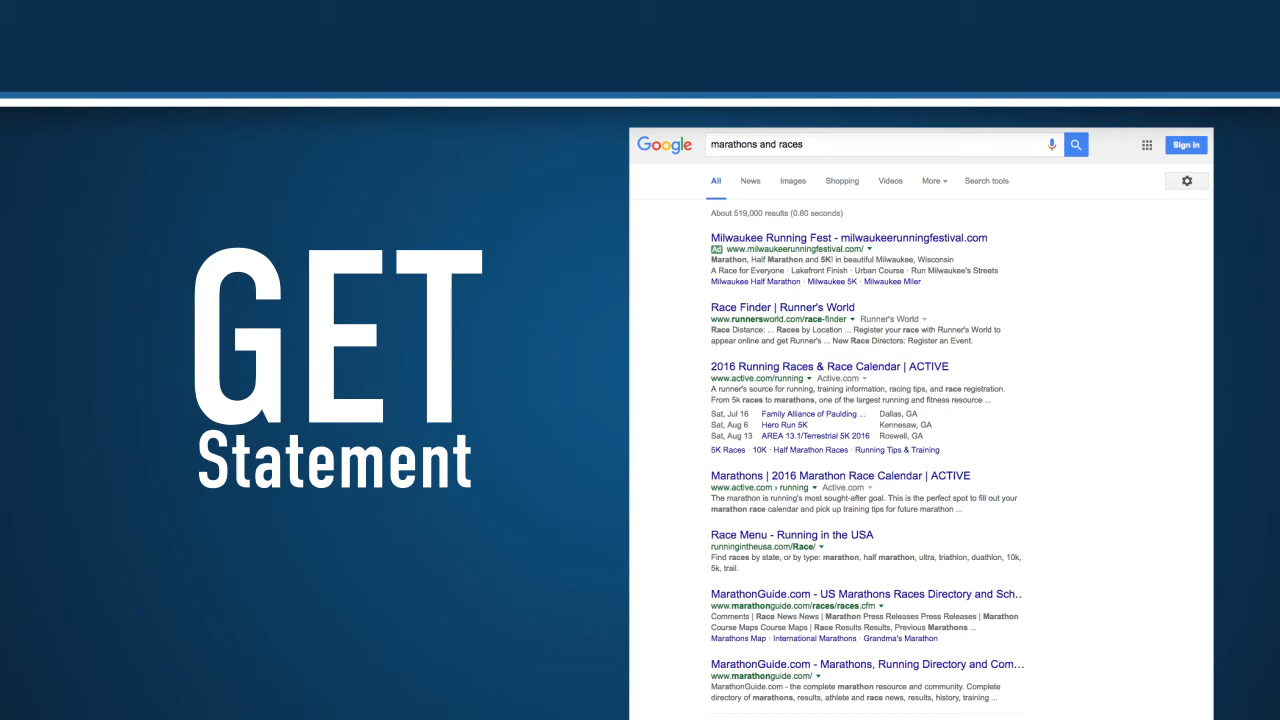 GET
Statement
Google
marathons and races
Sign in
All News Images Shopping Videos More Search tools
About 519,000 results (0.60 seconds)
Milwaukee Running Fest - milwaukeerunningfestival.com
Ad www.milwaukeerunningfestival.com/
Marathon, Half Marathon and 5K! in beautiful Milwaukee, Wisconsin
A Race for Everyone · Lakefront Finish · Urban Course · Run Milwaukee's Streets
Milwaukee Half Marathon · Milwaukee 5K · Milwaukee Miler
Race Finder | Runner's World
www.runnersworld.com/race-finder Runner's World
Race Distance: ... Races by Location ... Register your race with Runner's World to
appear online and get Runner's ... New Race Directors: Register an Event.
2016 Running Races & Race Calendar | ACTIVE
www.active.com/running Active.com
A runner's source for running, training information, racing tips, and race registration.
From 5k races to marathons, one of the largest running and fitness resource ...
Sat, Jul 16 Family Alliance of Paulding ... Dallas, GA
Sat, Aug 6 Hero Run 5K Kennesaw, GA
Sat, Aug 13 AREA 13.1/Terrestrial 5K 2016 Roswell, GA
5K Races · 10K · Half Marathon Races · Running Tips & Training
Marathons | 2016 Marathon Race Calendar | ACTIVE
www.active.com › running Active.com
The marathon is running's most sought-after goal. This is the perfect spot to fill out your
marathon race calendar and pick up training tips for future marathon ...
Race Menu - Running in the USA
runningintheusa.com/Race/
Find races by state, or by type: marathon, half marathon, ultra, triathlon, duathlon, 10k,
5k, trail.
MarathonGuide.com - US Marathons Races Directory and Sch..
www.marathonguide.com/races/races.cfm
Comments | Race News News | Marathon Press Releases Press Releases | Marathon
Course Maps Course Maps | Race Results Results, Previous Marathons ...
Marathons Map · International Marathons · Grandma's Marathon
MarathonGuide.com - Marathons, Running Directory and Com...
www.marathonguide.com/
MarathonGuide.com - the complete marathon resource and community. Complete
directory of marathons, results, athlete and race news, results, history, training ...